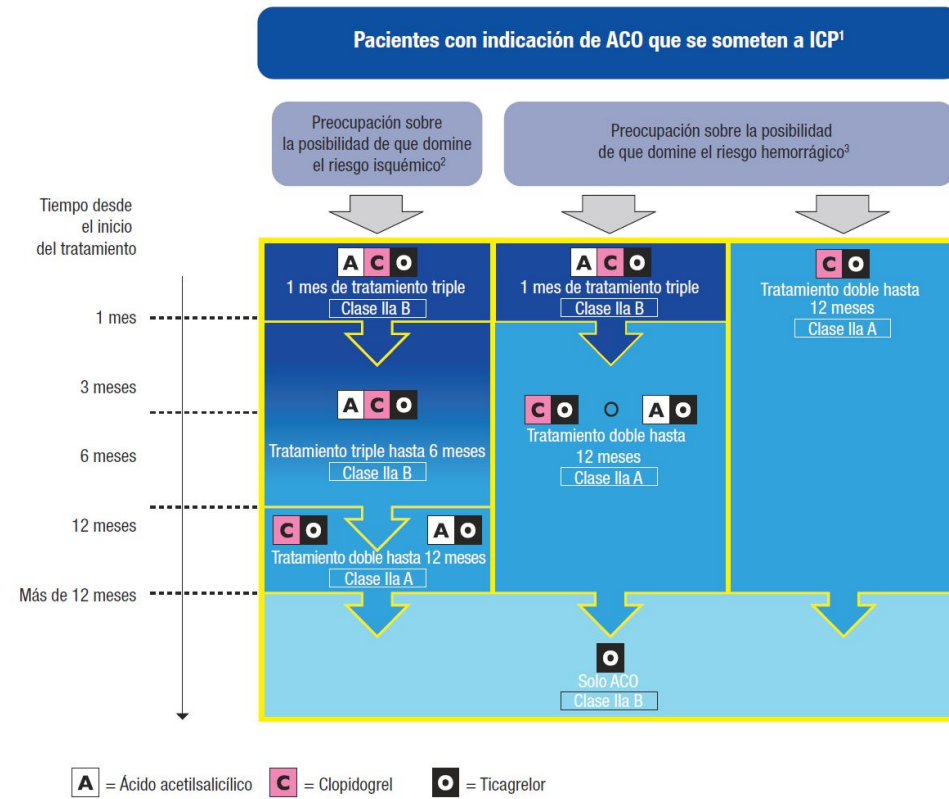 Pacientes con indicación de ACO que se someten a ICP¹
Preocupación sobre
la posibilidad de que domine
el riesgo isquémico²
Preocupación sobre la posibilidad
de que domine el riesgo hemorrágico³
Tiempo desde
el inicio
del tratamiento
1 mes
3 meses
6 meses
12 meses
Más de 12 meses
A C O
1 mes de tratamiento triple
Clase IIa B
A C O
Tratamiento triple hasta 6 meses
Clase IIa B
C O
A O
Tratamiento doble hasta 12 meses
Clase IIa A
A C O
1 mes de tratamiento triple
Clase IIa B
C O O A O
Tratamiento doble hasta
12 meses
Clase IIa A
C O
Tratamiento doble hasta
12 meses
Clase IIa A
O
Solo ACO
Clase IIa B
A = Ácido acetilsalicílico C = Clopidogrel O = Ticagrelor